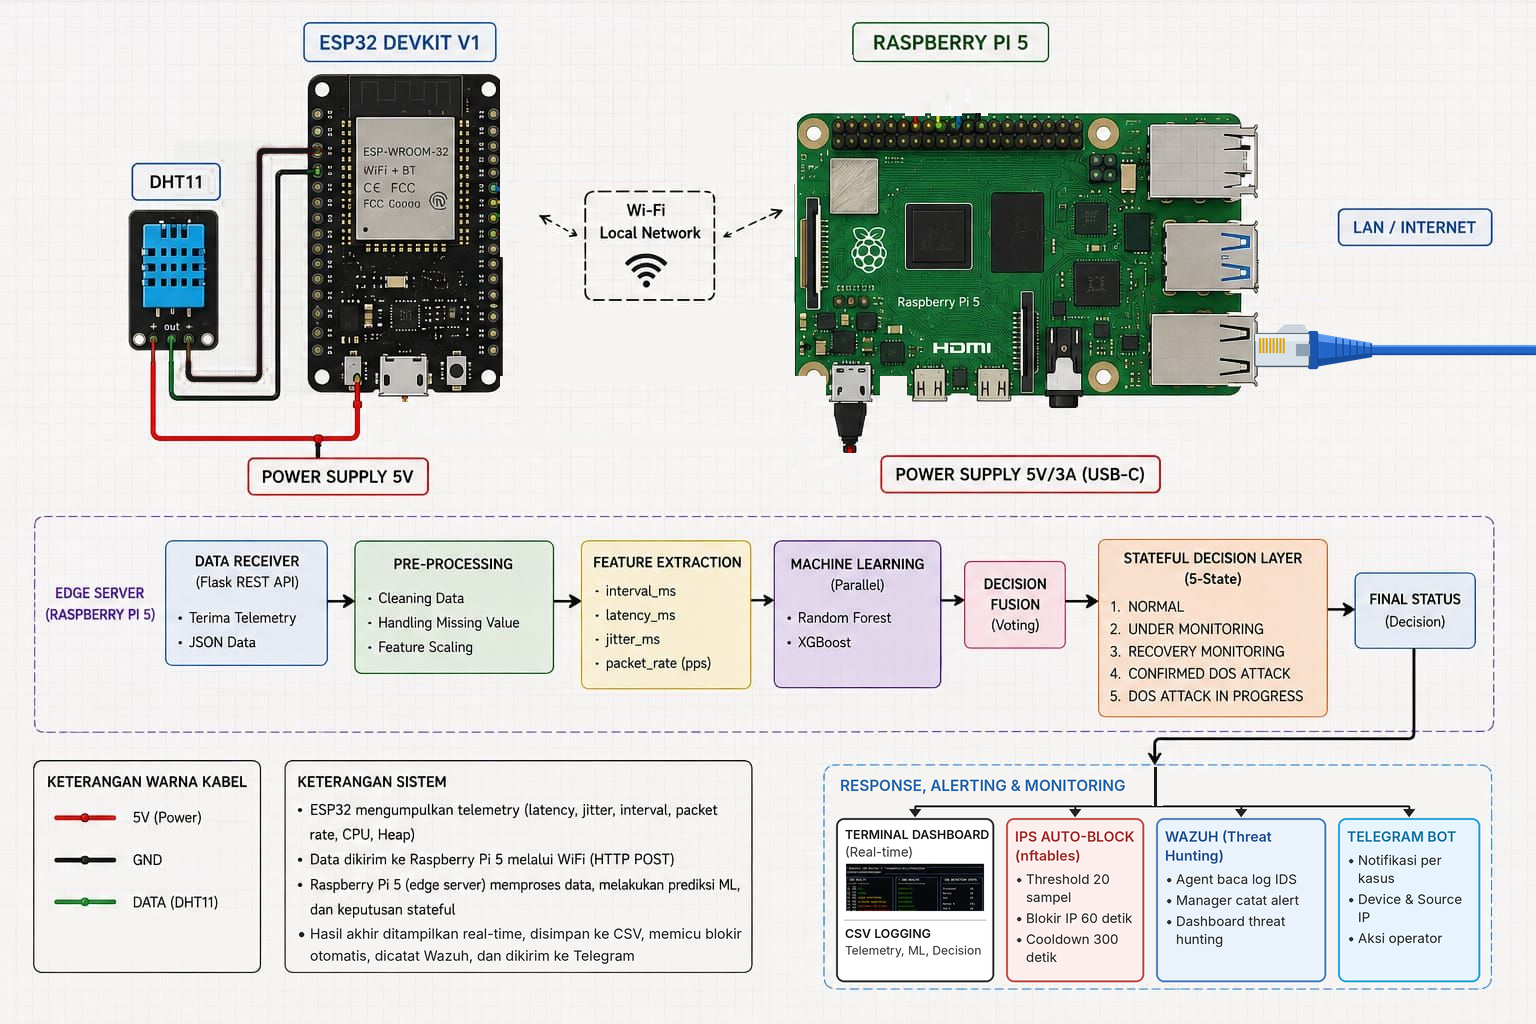 ESP32 DEVKIT V1
RASPBERRY PI 5
DHT11
+ out -
ESP-WROOM-32
WiFi + BT
CE FCC
Wi-Fi
Local Network
Raspberry Pi 5
HDMI
LAN / INTERNET
POWER SUPPLY 5V
POWER SUPPLY 5V/3A (USB-C)
EDGE SERVER
(RASPBERRY PI 5)
DATA RECEIVER
(Flask REST API)
• Terima Telemetry
• JSON Data
PRE-PROCESSING
• Cleaning Data
• Handling Missing Value
• Feature Scaling
FEATURE EXTRACTION
• interval_ms
• latency_ms
• jitter_ms
• packet_rate (pps)
MACHINE LEARNING
(Parallel)
• Random Forest
• XGBoost
DECISION
FUSION
(Voting)
STATEFUL DECISION LAYER
(5-State)
1. NORMAL
2. UNDER MONITORING
3. RECOVERY MONITORING
4. CONFIRMED DOS ATTACK
5. DOS ATTACK IN PROGRESS
FINAL STATUS
(Decision)
KETERANGAN WARNA KABEL
5V (Power)
GND
DATA (DHT11)
KETERANGAN SISTEM
• ESP32 mengumpulkan telemetry (latency, jitter, interval, packet
rate, CPU, Heap)
• Data dikirim ke Raspberry Pi 5 melalui WiFi (HTTP POST)
• Raspberry Pi 5 (edge server) memproses data, melakukan prediksi ML,
dan keputusan stateful
• Hasil akhir ditampilkan real-time, disimpan ke CSV, memicu blokir
otomatis, dicatat Wazuh, dan dikirim ke Telegram
RESPONSE, ALERTING & MONITORING
TERMINAL DASHBOARD
(Real-time)
CSV LOGGING
Telemetry, ML, Decision
IPS AUTO-BLOCK
(nftables)
• Threshold 20
sampel
• Blokir IP 60 detik
• Cooldown 300
detik
WAZUH (Threat
Hunting)
• Agent baca log IDS
• Manager catat alert
• Dashboard threat
hunting
TELEGRAM BOT
• Notifikasi per
kasus
• Device & Source
IP
• Aksi operator